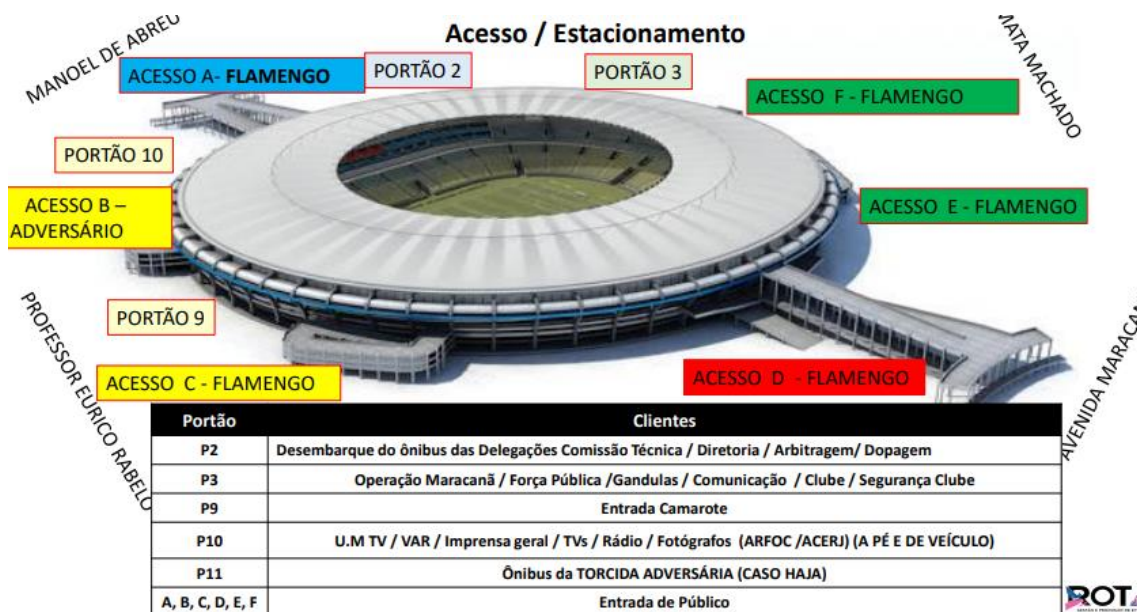 MANOEL DE ABREU
Acesso / Estacionamento
MATA MACHADO
ACESSO A- FLAMENGO
PORTÃO 2
PORTÃO 3
ACESSO F - FLAMENGO
PORTÃO 10
ACESSO B –
ADVERSÁRIO
ACESSO E - FLAMENGO
PORTÃO 9
PROFESSOR EURICO RABELO
ACESSO C - FLAMENGO
ACESSO D - FLAMENGO
AVENIDA MARACAN
Portão Clientes
P2 Desembarque do ônibus das Delegações Comissão Técnica / Diretoria / Arbitragem/ Dopagem
P3 Operação Maracanã / Força Pública /Gandulas / Comunicação / Clube / Segurança Clube
P9 Entrada Camarote
P10 U.M TV / VAR / Imprensa geral / TVs / Rádio / Fotógrafos (ARFOC /ACERJ) (A PÉ E DE VEÍCULO)
P11 Ônibus da TORCIDA ADVERSÁRIA (CASO HAJA)
A, B, C, D, E, F Entrada de Público